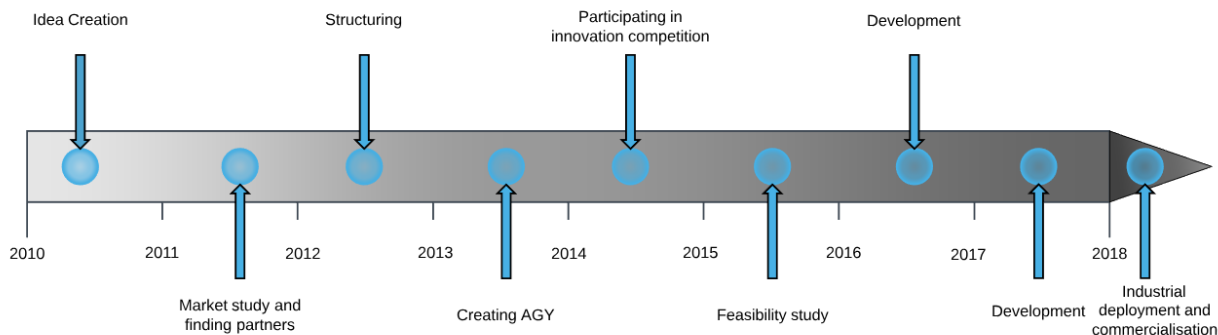 Idea Creation
Structuring
Participating in
innovation competition
Development
2010
2011
2012
2013
2014
2015
2016
2017
2018
Market study and
finding partners
Creating AGY
Feasibility study
Development
Industrial
deployment and
commercialisation